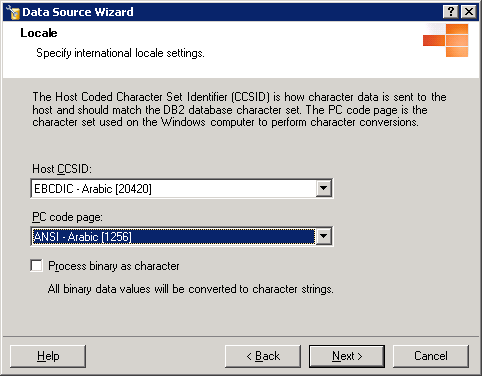 Data Source Wizard
Locale
Specify international locale settings.
The Host Coded Character Set Identifier (CCSID) is how character data is sent to the
host and should match the DB2 database character set. The PC code page is the
character set used on the Windows computer to perform character conversions.
Host CCSID:
EBCDIC - Arabic [20420]
PC code page:
ANSI - Arabic [1256]
Process binary as character
All binary data values will be converted to character strings.
Help
< Back
Next >
Cancel